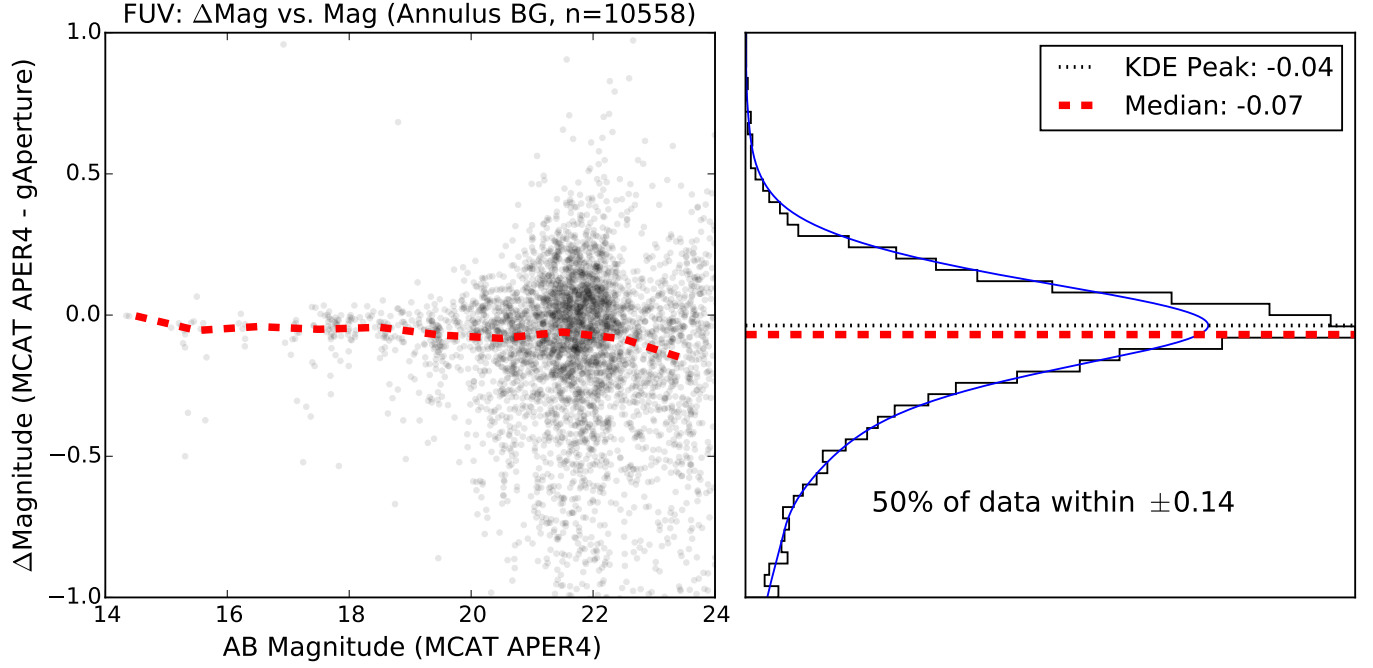 FUV: ΔMag vs. Mag (Annulus BG, n=10558)
ΔMagnitude (MCAT APER4 - gAperture)
1.0
0.5
0.0
−0.5
−1.0
14 16 18 20 22 24
AB Magnitude (MCAT APER4)
KDE Peak: -0.04
Median: -0.07
50% of data within ±0.14